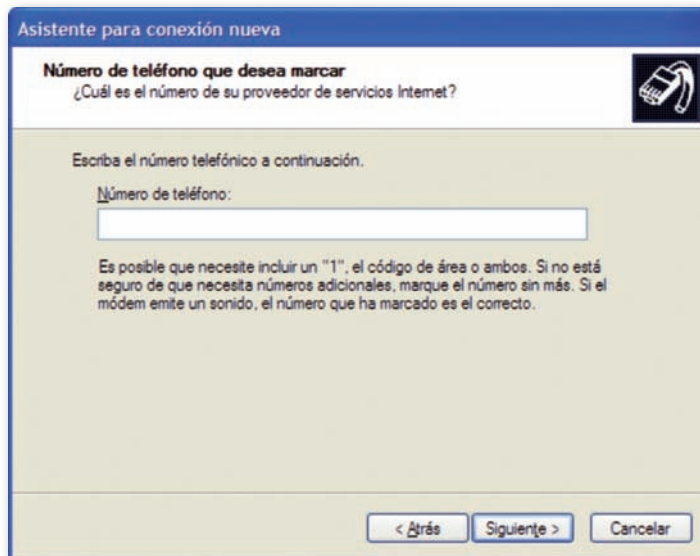 Asistente para conexión nueva
Número de teléfono que desea marcar
¿Cuál es el número de su proveedor de servicios Internet?
Escriba el número telefónico a continuación.
Número de teléfono:
Es posible que necesite incluir un "1", el código de área o ambos. Si no está
seguro de que necesita números adicionales, marque el número sin más. Si el
módem emite un sonido, el número que ha marcado es el correcto.
< Atrás Siguiente > Cancelar